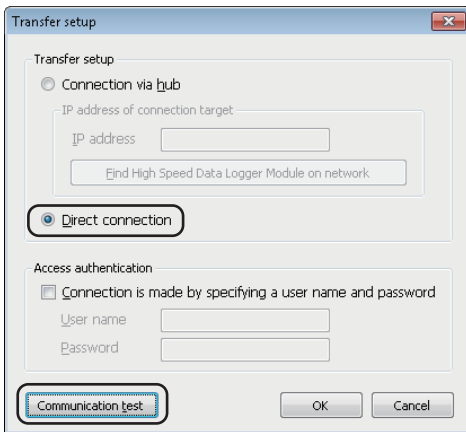 Transfer setup
Transfer setup
Connection via hub
IP address of connection target
IP address
Find High Speed Data Logger Module on network
Direct connection
Access authentication
Connection is made by specifying a user name and password
User name
Password
Communication test OK Cancel